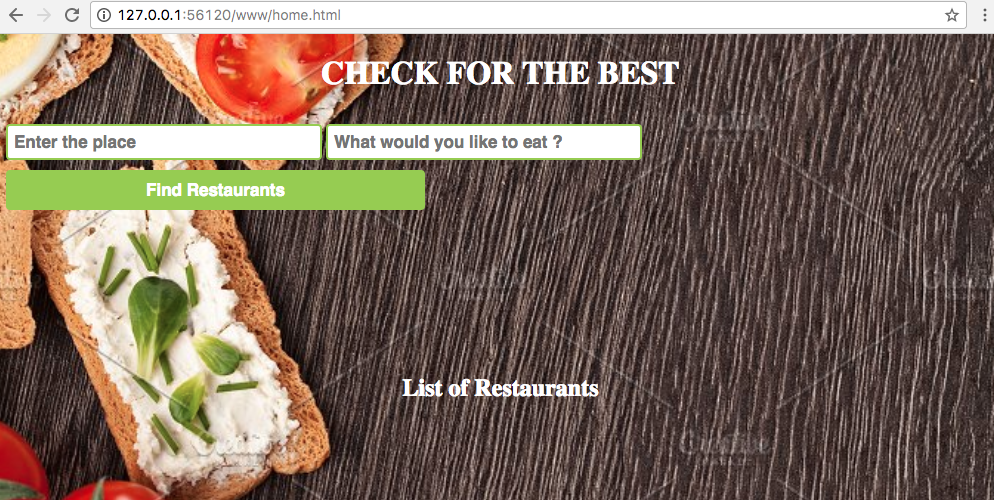 127.0.0.1:56120/www/home.html
CHECK FOR THE BEST
Enter the place
What would you like to eat ?
Find Restaurants
List of Restaurants
Creative